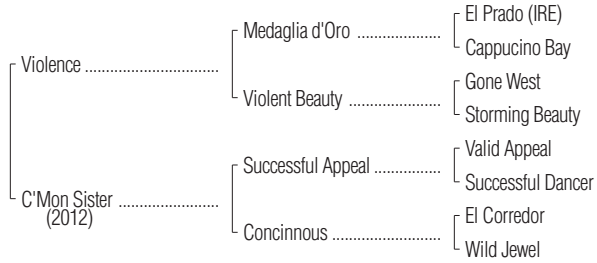 El Prado (IRE)
Medaglia d'Oro ..................
Cappucino Bay
Violence .............................
Gone West
Violent Beauty ....................
Storming Beauty
Valid Appeal
Successful Appeal ...............
Successful Dancer
C'Mon Sister ......................
(2012)
El Corredor
Concinnous ........................
Wild Jewel